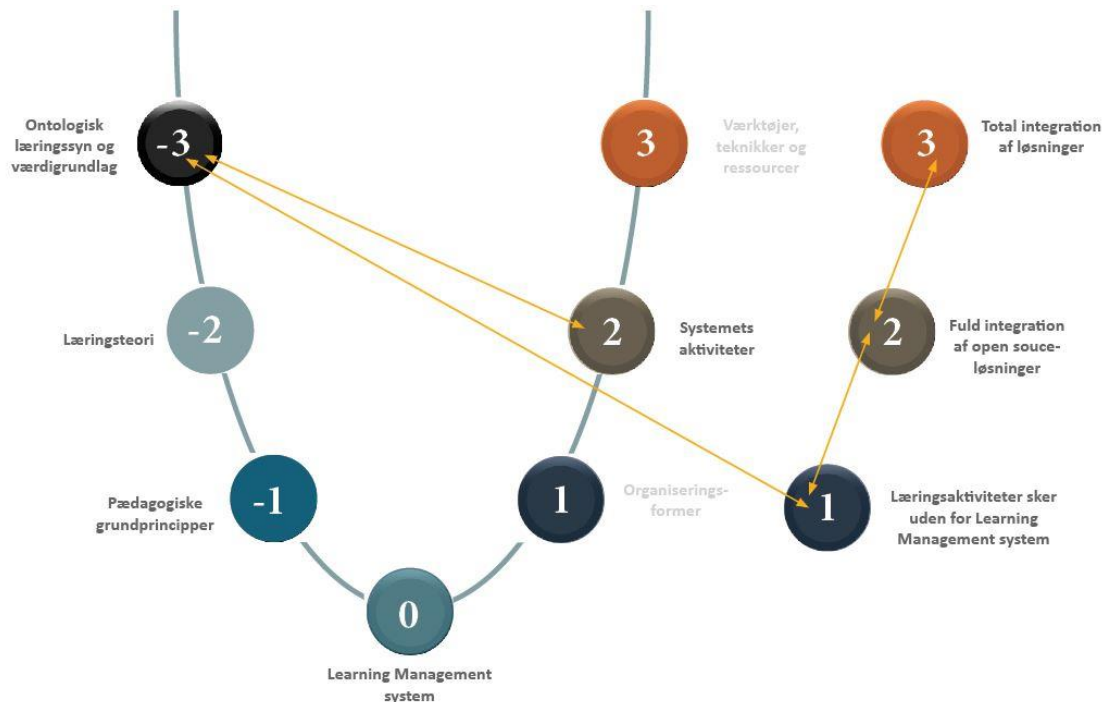 Ontologisk
læringssyn og
værdigrundlag
-3
3
Værktøjer,
teknikker og
ressourcer
3
Total integration
af løsninger
Læringsteori
-2
2
Systemets
aktiviteter
2
Fuld integration
af open souce-
løsninger
Pædagogiske
grundprincipper
-1
1
Organiserings-
former
1
Læringsaktiviteter sker
uden for Learning
Management system
0
Learning Management
system